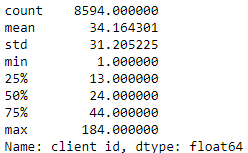 count    8594.000000
mean       34.164301
std        31.205225
min         1.000000
25%        13.000000
50%        24.000000
75%        44.000000
max       184.000000
Name: client id, dtype: float64